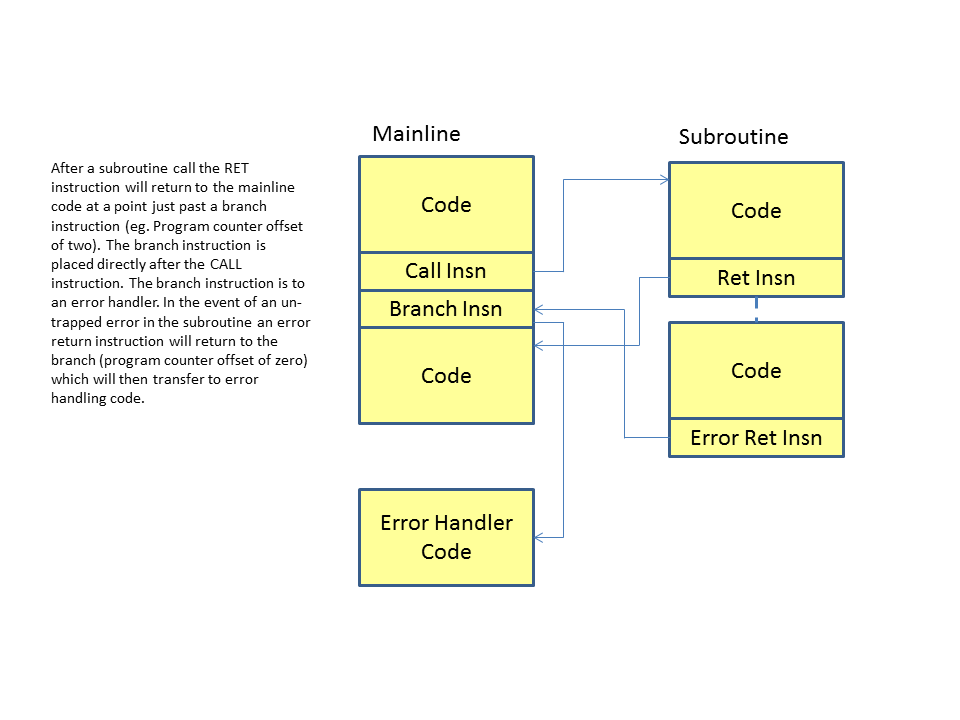 Mainline
Subroutine
After a subroutine call the RET
instruction will return to the mainline
code at a point just past a branch
instruction (eg. Program counter offset
of two). The branch instruction is
placed directly after the CALL
instruction. The branch instruction is to
an error handler. In the event of an un-
trapped error in the subroutine an error
return instruction will return to the
branch (program counter offset of zero)
which will then transfer to error
handling code.
Code
Call Insn
Branch Insn
Code
Error Handler
Code
Code
Ret Insn
Code
Error Ret Insn